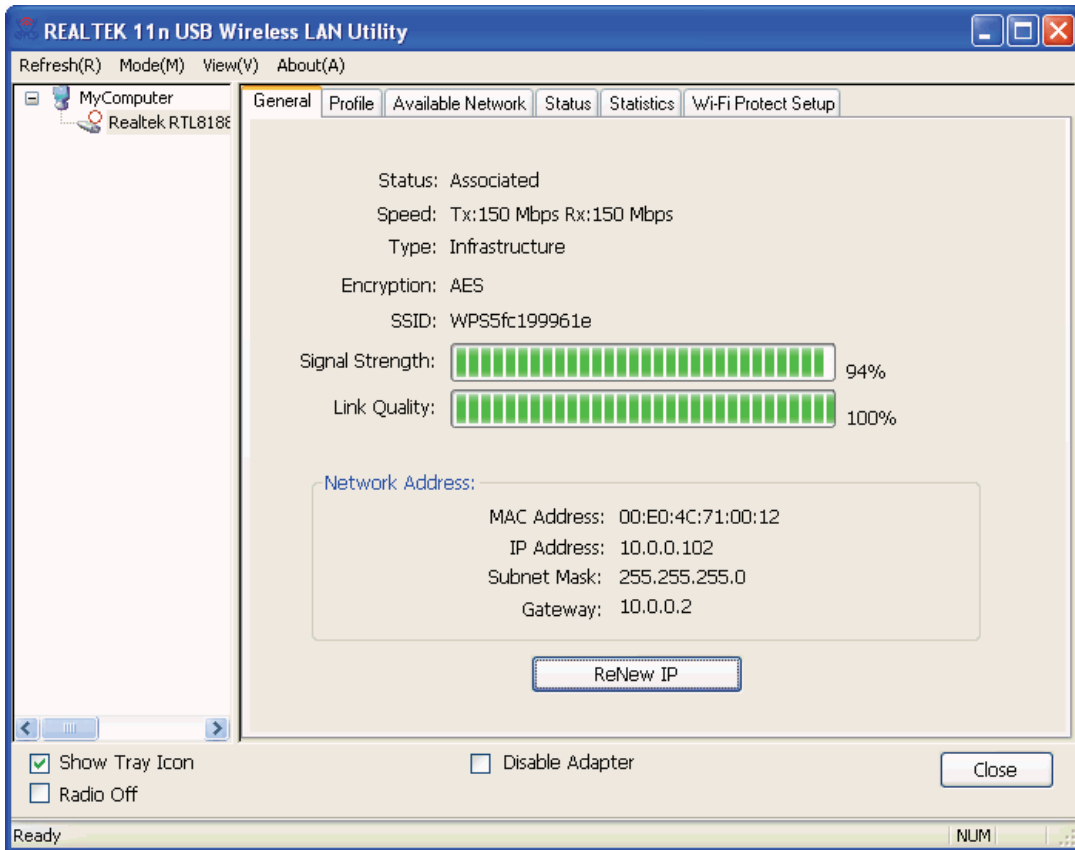 REALTEK 11n USB Wireless LAN Utility
Refresh(R) Mode(M) View(V) About(A)
MyComputer
Realtek RTL8188
General Profile Available Network Status Statistics Wi-Fi Protect Setup
Status: Associated
Speed: Tx:150 Mbps Rx:150 Mbps
Type: Infrastructure
Encryption: AES
SSID: WPS5fc199961e
Signal Strength: 94%
Link Quality: 100%
Network Address:
MAC Address: 00:E0:4C:71:00:12
IP Address: 10.0.0.102
Subnet Mask: 255.255.255.0
Gateway: 10.0.0.2
ReNew IP
Show Tray Icon
Radio Off
Disable Adapter
Close
Ready
NUM